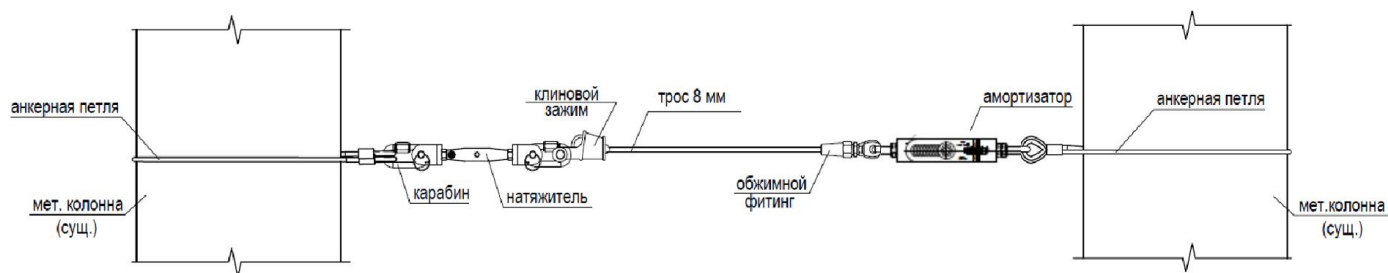 анкерная петля
клиновой
зажим
трос 8 мм
амортизатор
анкерная петля
карабин
натяжитель
обжимной
фитинг
мет. колонна
(сущ.)
мет.колонна
(сущ.)